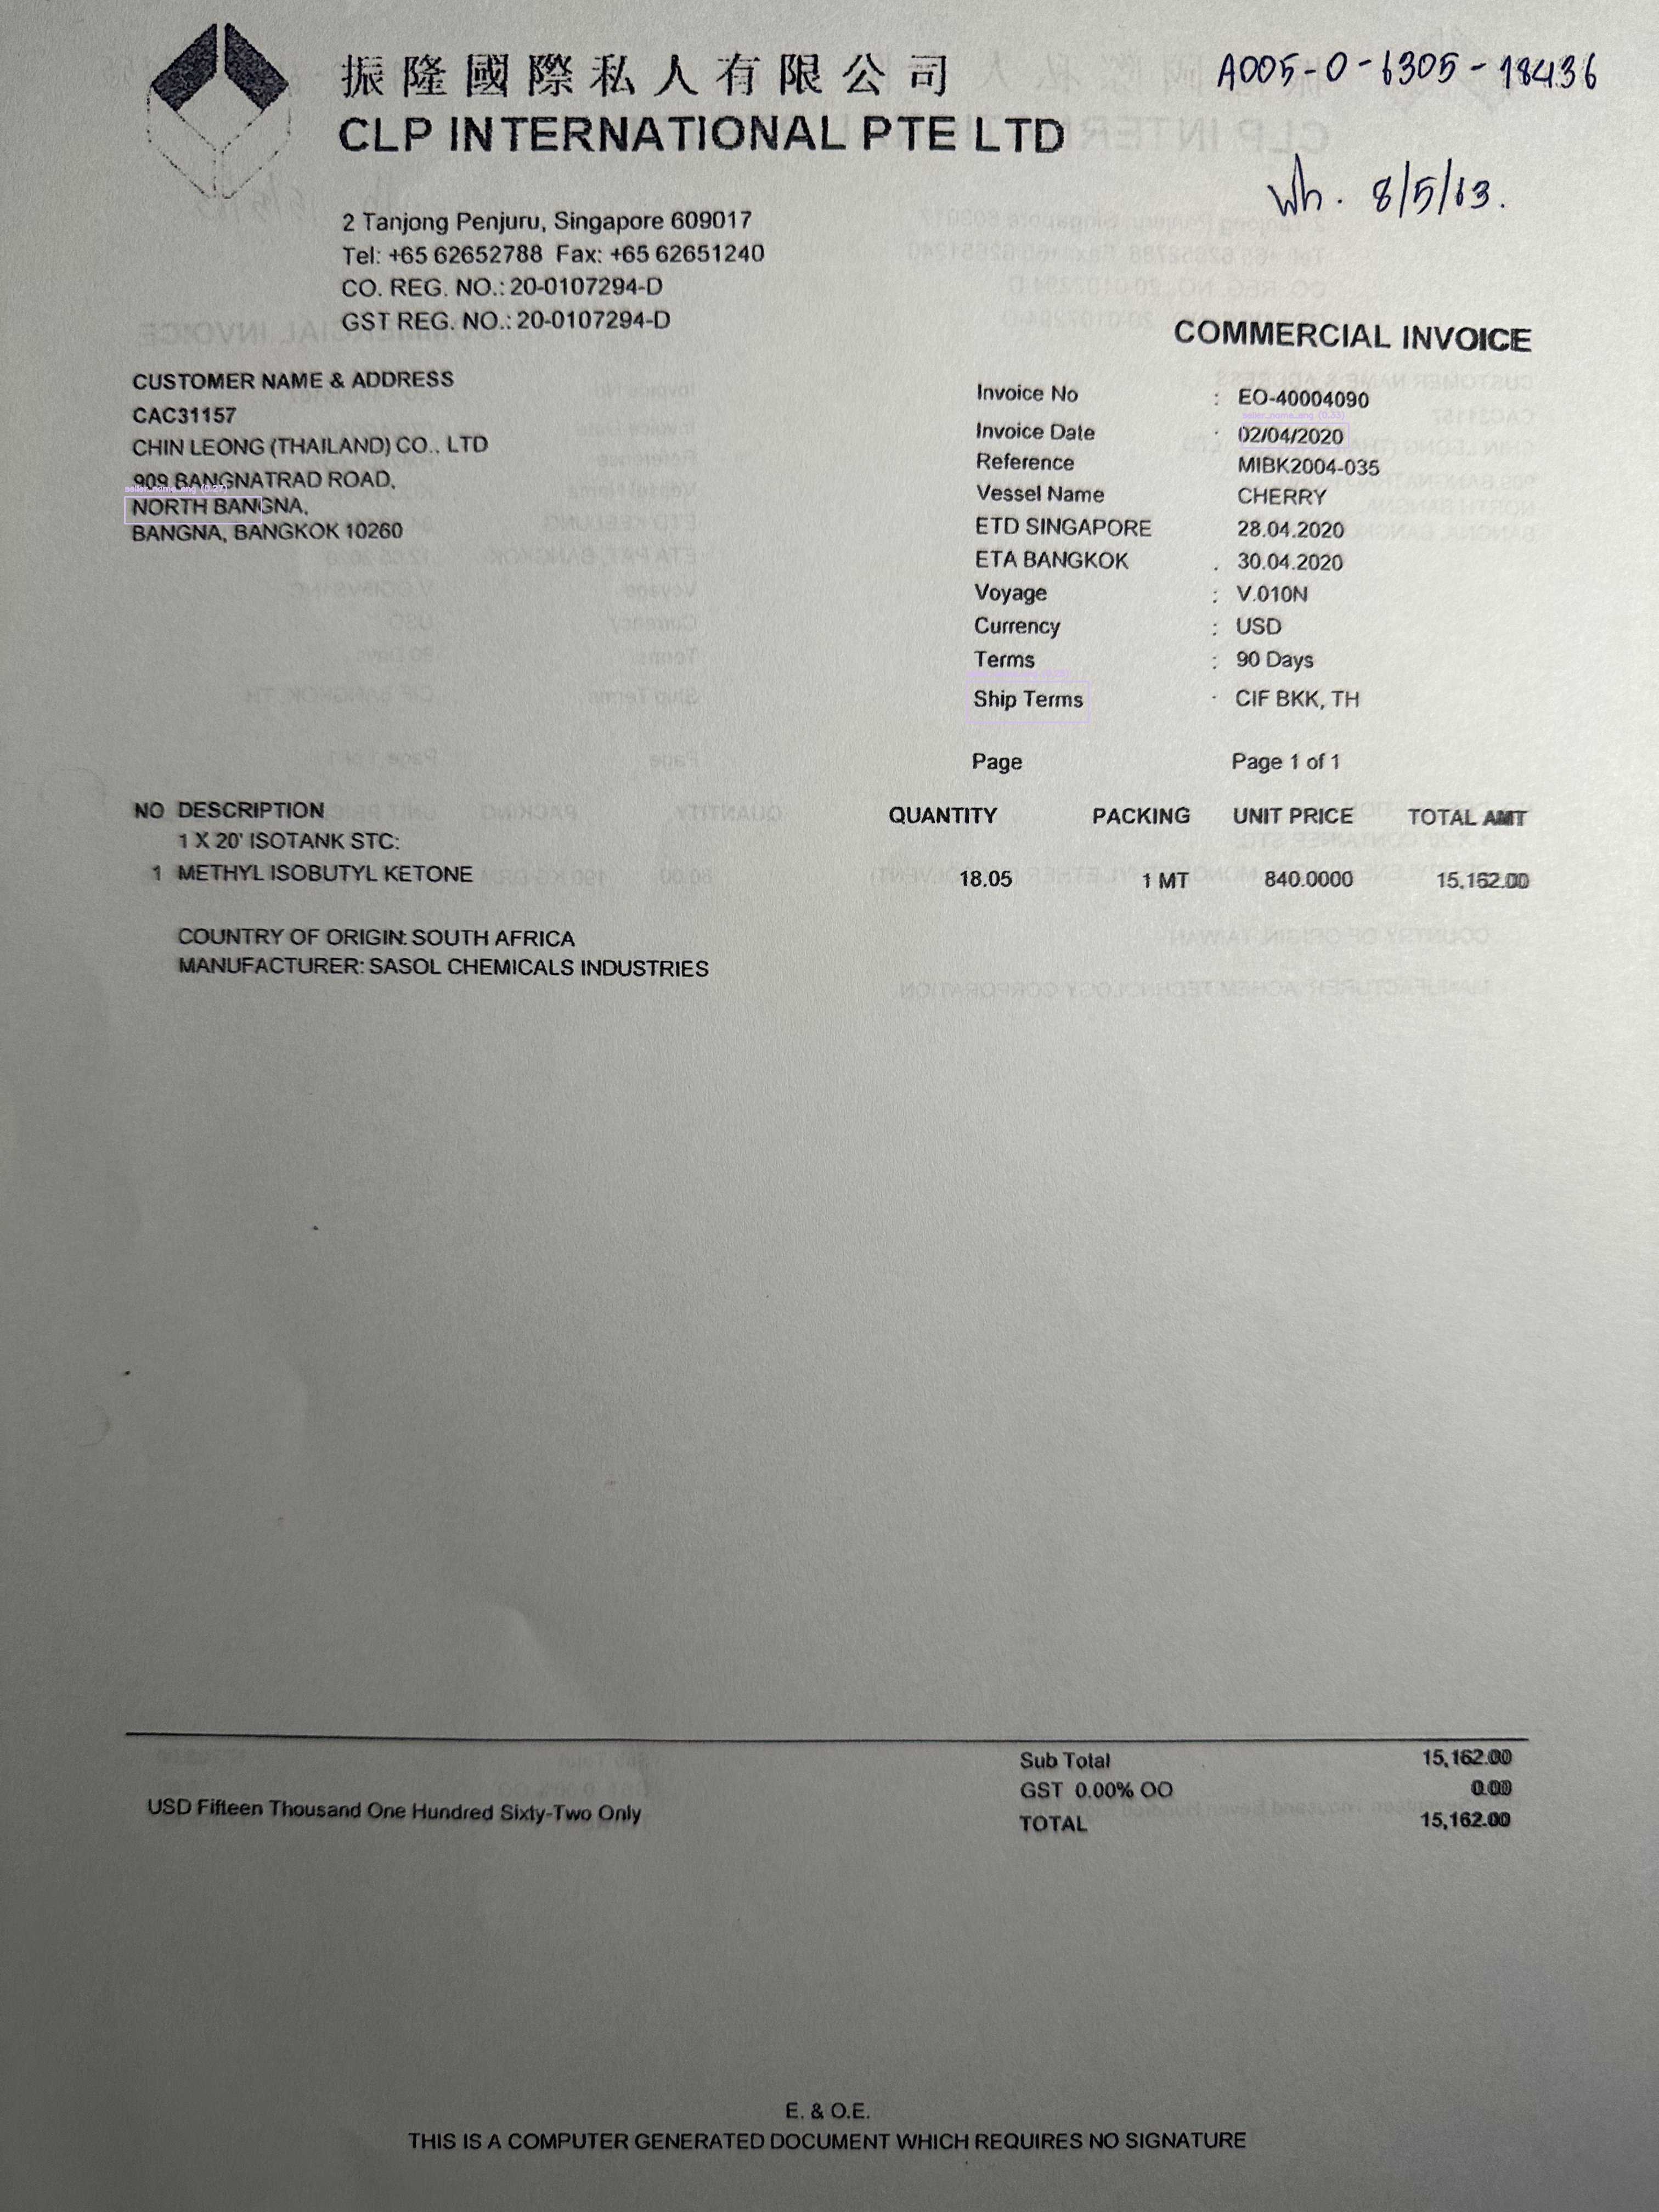 振隆國際私人有限公司
CLP INTERNATIONAL PTE LTD
A005-0-6305-18436
8/5/63.
2 Tanjong Penjuru, Singapore 609017
Tel: +65 62652788 Fax: +65 62651240
CO. REG. NO.: 20-0107294-D
GST REG. NO.: 20-0107294-D
COMMERCIAL INVOICE
CUSTOMER NAME & ADDRESS
CAC31157
CHIN LEONG (THAILAND) CO., LTD
909 BANGNATRAD ROAD,
NORTH BANGNA,
BANGNA, BANGKOK 10260
Invoice No : EO-40004090
Invoice Date : 02/04/2020
Reference MIBK2004-035
Vessel Name CHERRY
ETD SINGAPORE 28.04.2020
ETA BANGKOK . 30.04.2020
Voyage : V.010N
Currency : USD
Terms : 90 Days
Ship Terms : CIF BKK, TH
Page Page 1 of 1
NO DESCRIPTION QUANTITY PACKING UNIT PRICE TOTAL AMT
1 X 20' ISOTANK STC:
1 METHYL ISOBUTYL KETONE 18.05 1 MT 840.0000 15,162.00
COUNTRY OF ORIGIN: SOUTH AFRICA
MANUFACTURER: SASOL CHEMICALS INDUSTRIES
Sub Total 15,162.00
GST 0.00% OO 0.00
USD Fifteen Thousand One Hundred Sixty-Two Only
TOTAL 15,162.00
E. & O.E.
THIS IS A COMPUTER GENERATED DOCUMENT WHICH REQUIRES NO SIGNATURE